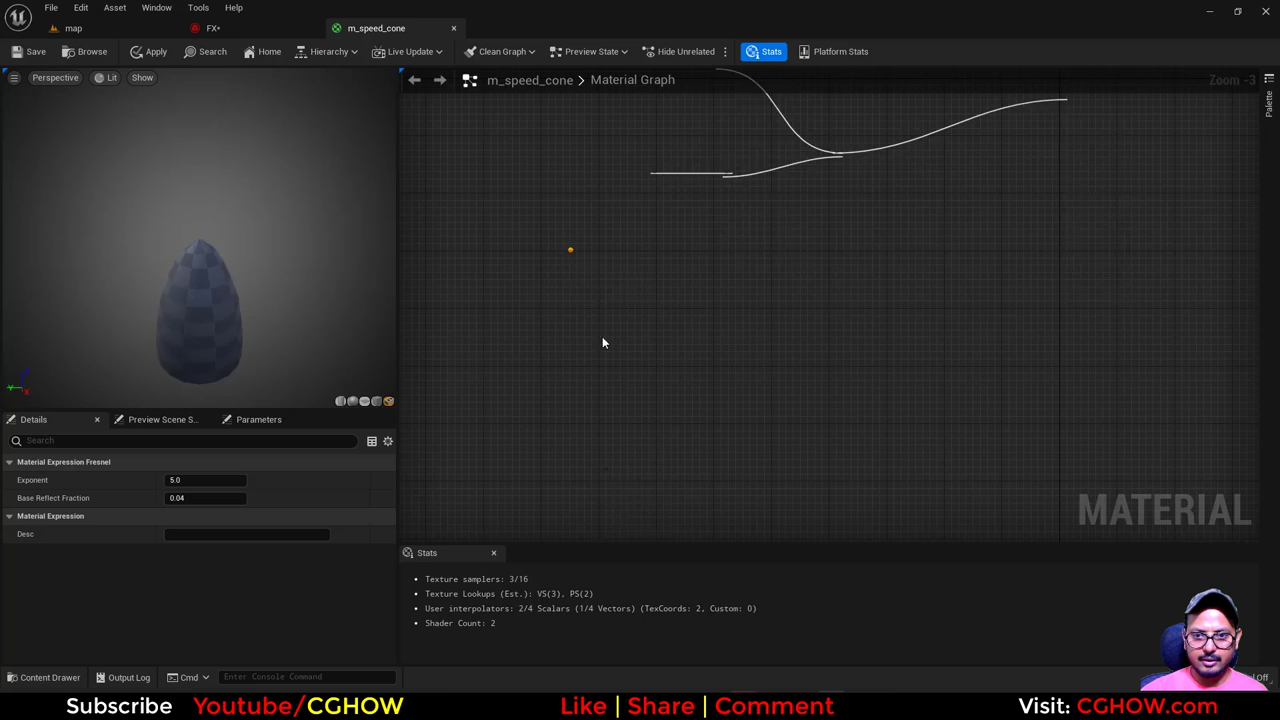 File Edit Asset Window Tools Help
map FX• m_speed_cone
Save Browse Apply Search Home Hierarchy Live Update Clean Graph Preview State Hide Unrelated Stats Platform Stats
Perspective Lit Show
m_speed_cone > Material Graph
Zoom -3
Palette
Details Preview Scene S... Parameters
Search
Material Expression Fresnel
Exponent 5.0
Base Reflect Fraction 0.04
Material Expression
Desc
MATERIAL
Stats
Texture samplers: 3/16
Texture Lookups (Est.): VS(3), PS(2)
User interpolators: 2/4 Scalars (1/4 Vectors) (TexCoords: 2, Custom: 0)
Shader Count: 2
Content Drawer Output Log Cmd Enter Console Command
Off
Subscribe Youtube/CGHOW Like | Share | Comment Visit: CGHOW.com